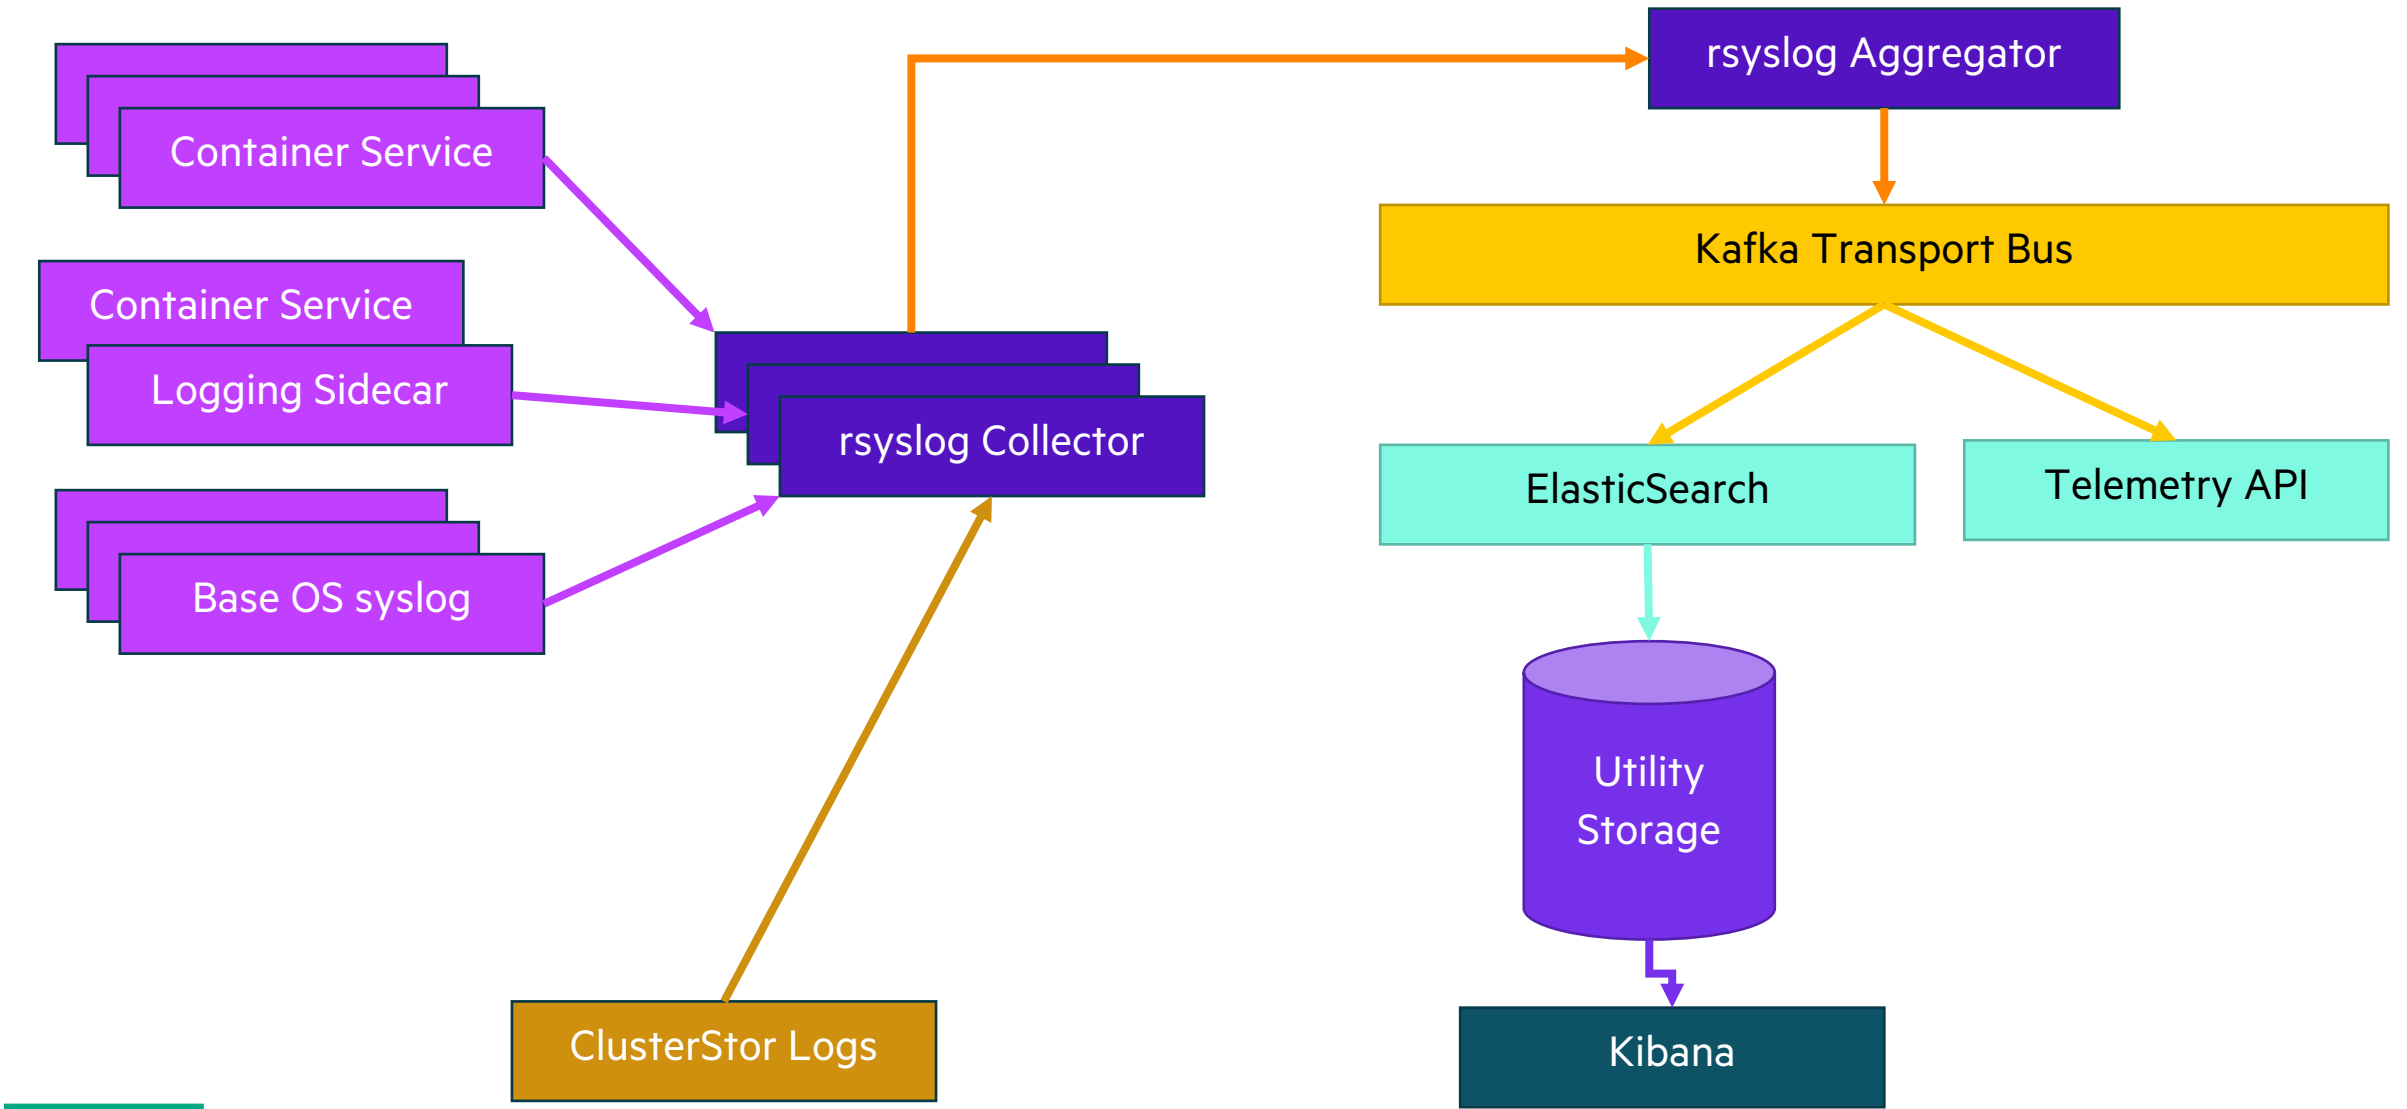 rsyslog Aggregator
Container Service
Kafka Transport Bus
Container Service
Logging Sidecar
rsyslog Collector
ElasticSearch
Telemetry API
Base OS syslog
Utility
Storage
ClusterStor Logs
Kibana